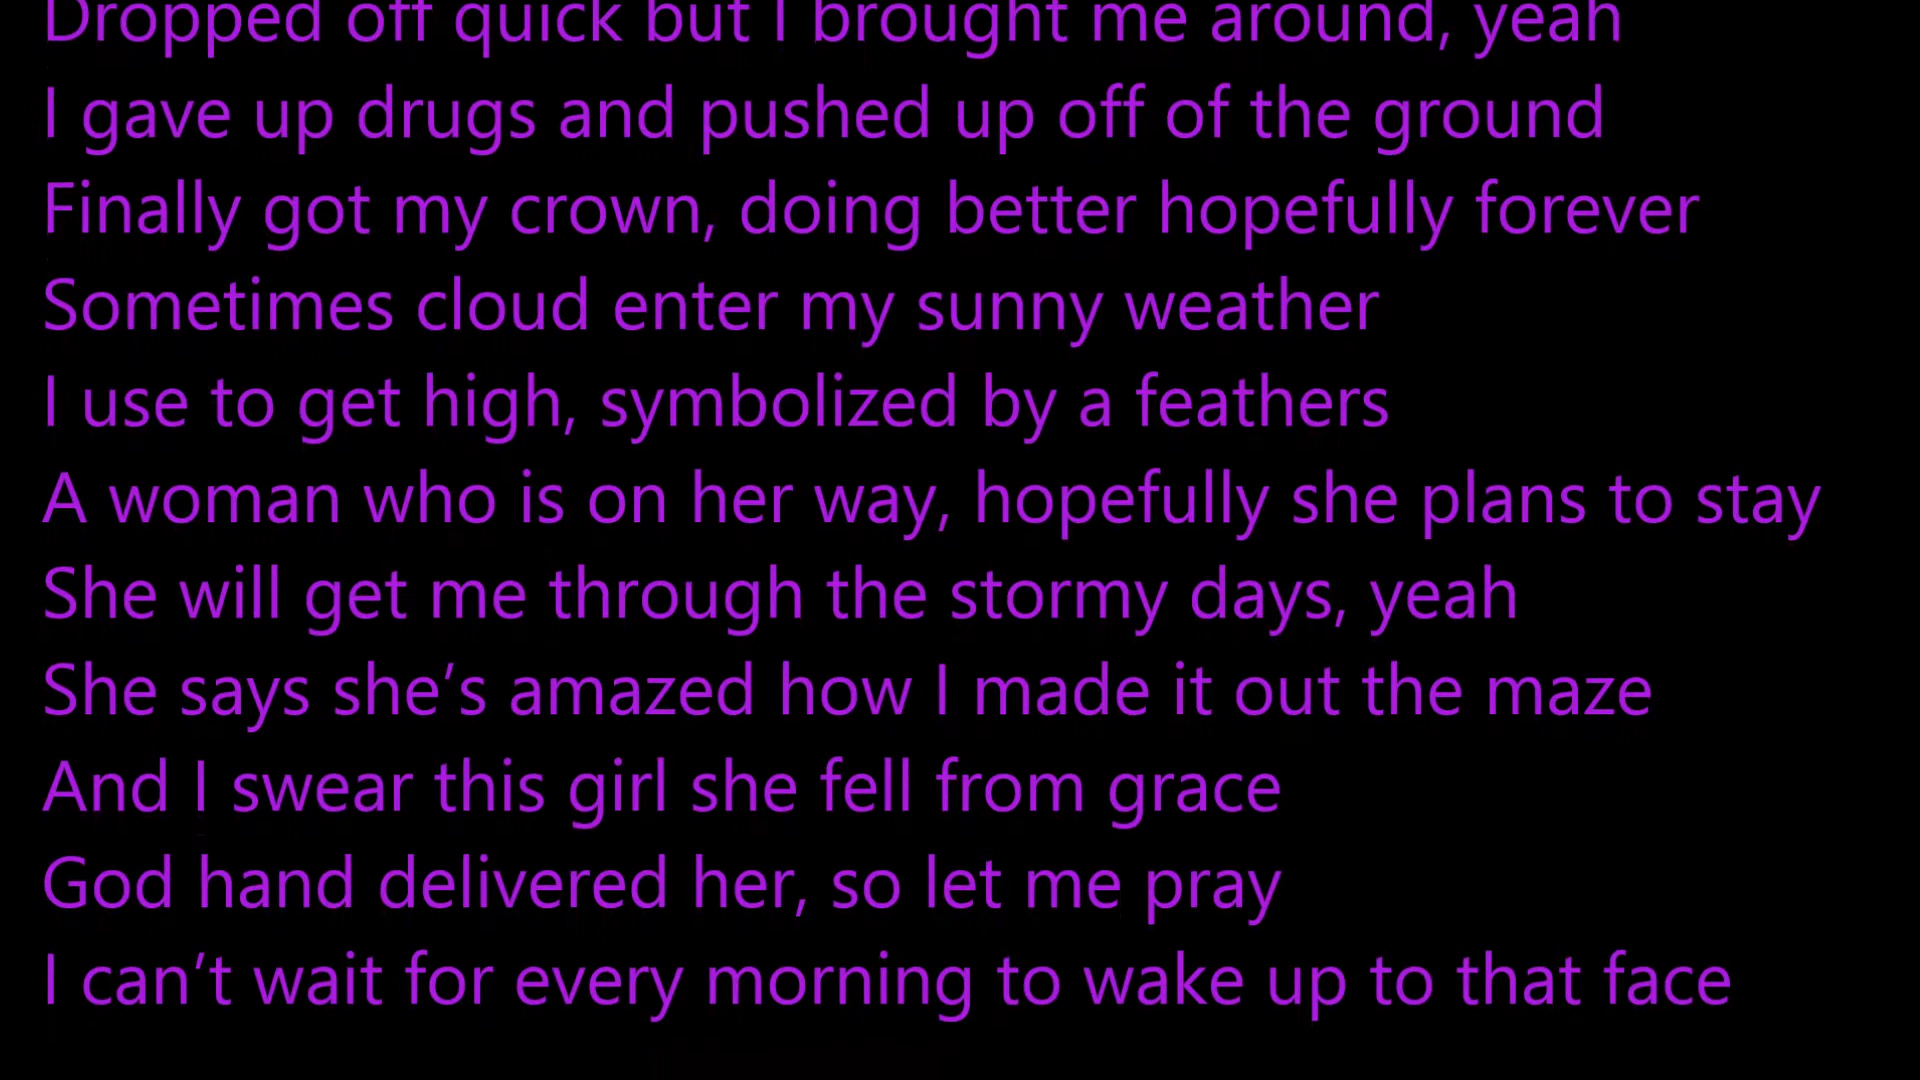 Dropped off quick but I brought me around, yeah
I gave up drugs and pushed up off of the ground
Finally got my crown, doing better hopefully forever
Sometimes cloud enter my sunny weather
I use to get high, symbolized by a feathers
A woman who is on her way, hopefully she plans to stay
She will get me through the stormy days, yeah
She says she’s amazed how I made it out the maze
And I swear this girl she fell from grace
God hand delivered her, so let me pray
I can’t wait for every morning to wake up to that face